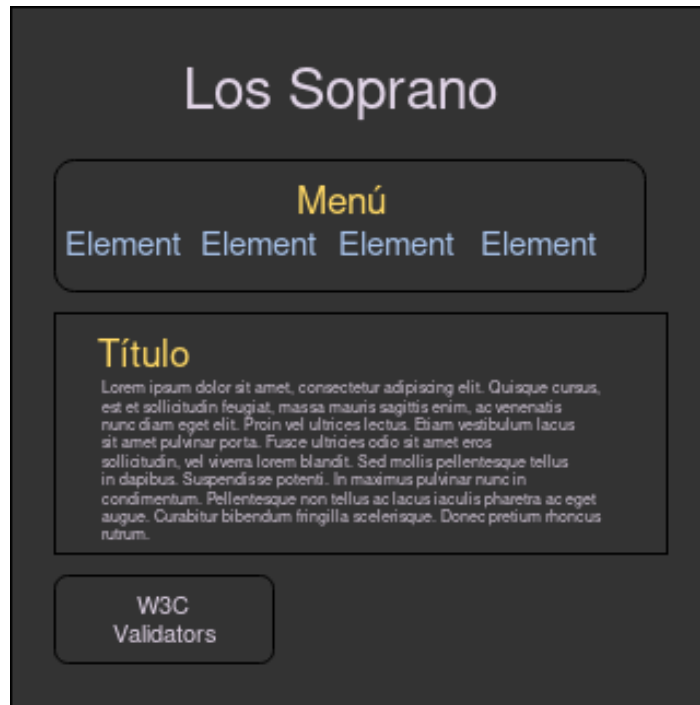 Los Soprano
Menú
Element Element Element Element
Título
Lorem ipsum dolor sit amet, consectetur adipiscing elit. Quisque cursus,
est et sollicitudin feugiat, massa mauris sagittis enim, ac venenatis
nunc diam eget elit. Proin vel ultrices lectus. Etiam vestibulum lacus
sit amet pulvinar porta. Fusce ultricies odio sit amet eros
sollicitudin, vel viverra lorem blandit. Sed mollis pellentesque tellus
in dapibus. Suspendisse potenti. In maximus pulvinar nunc in
condimentum. Pellentesque non tellus ac lacus iaculis pharetra ac eget
augue. Curabitur bibendum fringilla scelerisque. Donec pretium rhoncus
rutrum.
W3C
Validators